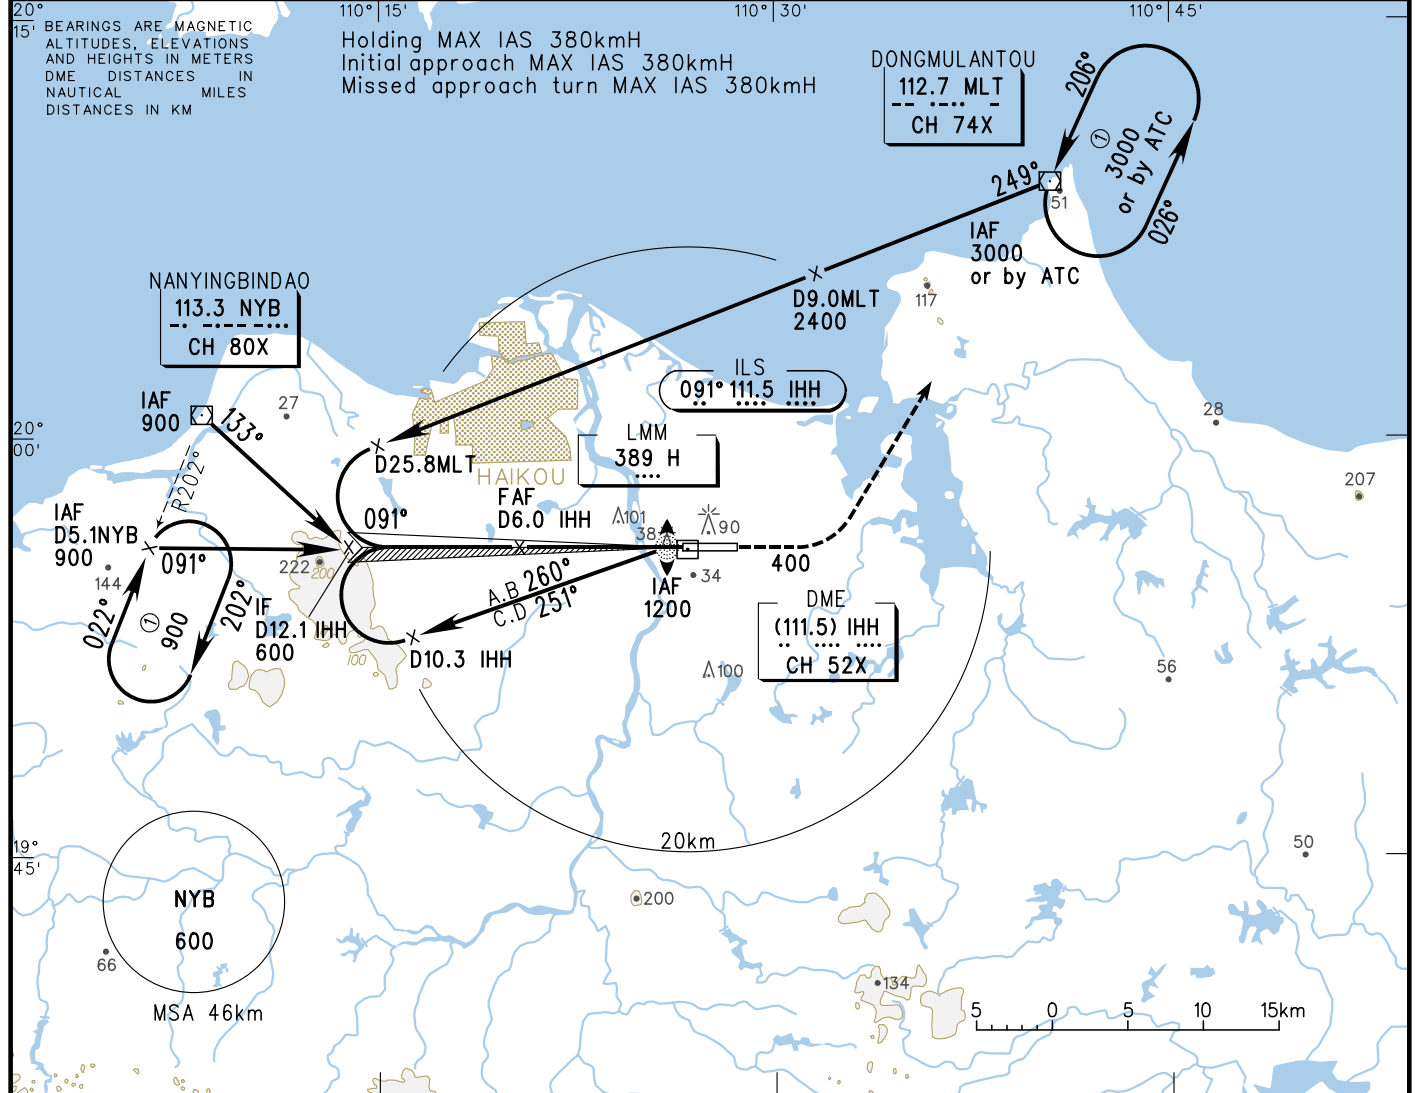 20°
15'
110° 15'
110° 30'
110° 45'
BEARINGS ARE MAGNETIC
ALTITUDES, ELEVATIONS
AND HEIGHTS IN METERS
DME DISTANCES IN
NAUTICAL MILES
DISTANCES IN KM
Holding MAX IAS 380kmH
Initial approach MAX IAS 380kmH
Missed approach turn MAX IAS 380kmH
DONGMULANTOU
112.7 MLT
CH 74X
206°
① 3000
or by ATC
026°
249°
51
IAF
3000
or by ATC
117
D9.0MLT
2400
NANYINGBINDAO
113.3 NYB
CH 80X
IAF
900
133°
27
R202°
ILS
091° 111.5 IHH
LMM
389 H
D25.8MLT
HAIKOU
28
207
20°
00'
IAF
D5.1NYB
900
144
091°
022°
① 900
202°
091°
FAF
D6.0 IHH
101
38
90
34
222
200
IF
D12.1 IHH
600
100
A.B 260°
C.D 251°
D10.3 IHH
IAF
1200
400
DME
(111.5) IHH
CH 52X
100
56
20km
19°
45'
50
NYB
600
MSA 46km
66
200
134
5 0 5 10 15km